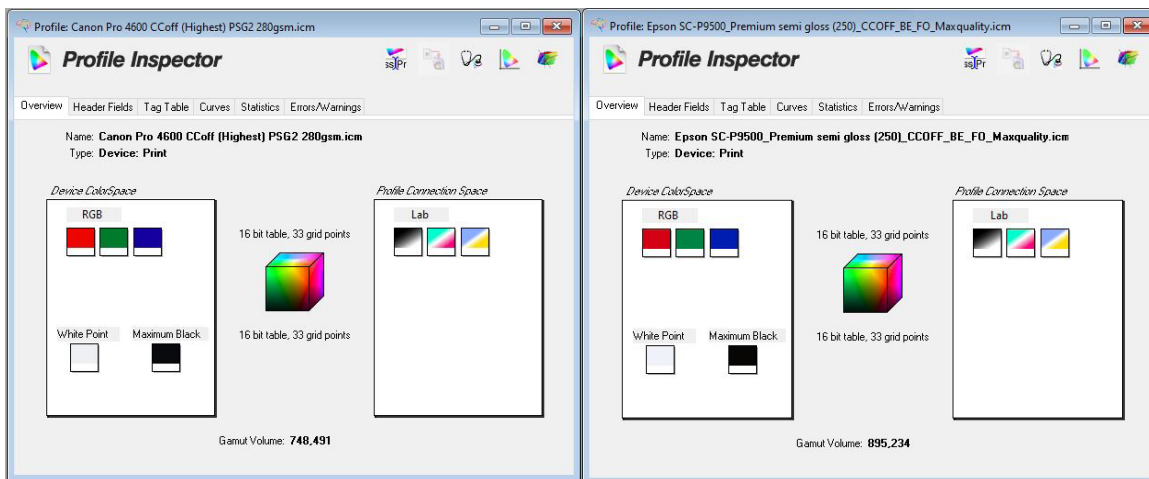 Profile: Canon Pro 4600 CCoff (Highest) PSG2 280gsm.icm
Profile Inspector
Overview Header Fields Tag Table Curves Statistics Errors/Warnings
Name: Canon Pro 4600 CCoff (Highest) PSG2 280gsm.icm
Type: Device: Print
Device ColorSpace
Profile Connection Space
RGB
Lab
16 bit table, 33 grid points
White Point
Maximum Black
16 bit table, 33 grid points
Gamut Volume: 748,491
Profile: Epson SC-P9500_Premium semi gloss (250)_CCOFF_BE_FO_Maxquality.icm
Profile Inspector
Overview Header Fields Tag Table Curves Statistics Errors/Warnings
Name: Epson SC-P9500_Premium semi gloss (250)_CCOFF_BE_FO_Maxquality.icm
Type: Device: Print
Device ColorSpace
Profile Connection Space
RGB
Lab
16 bit table, 33 grid points
White Point
Maximum Black
16 bit table, 33 grid points
Gamut Volume: 895,234